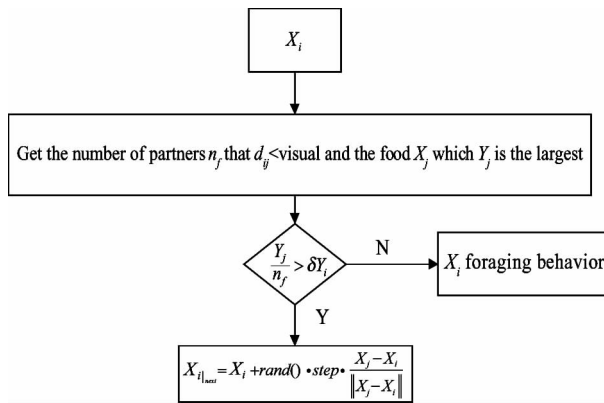 X_i
Get the number of partners n_f that d_ij<visual and the food X_j which Y_j is the largest
Y_j/n_f > δY_i
N
X_i foraging behavior
Y
X_i|next = X_i +rand() •step• X_j−X_i/‖X_j−X_i‖